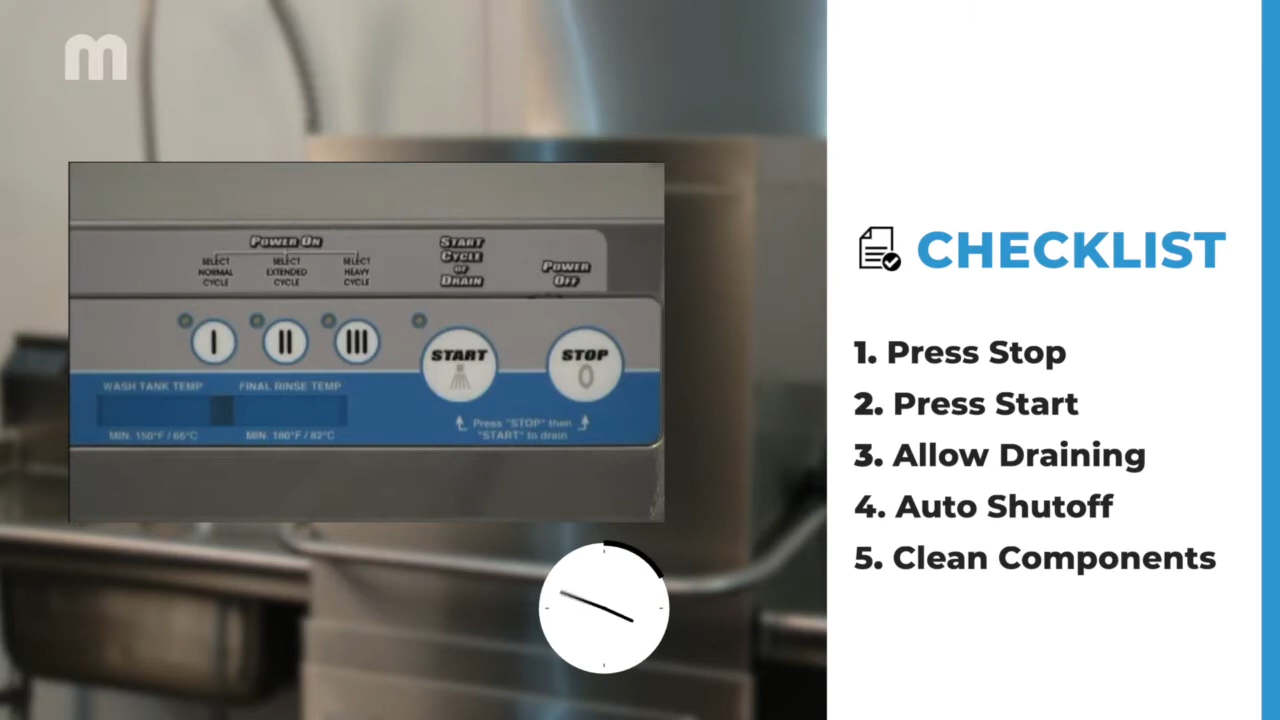 m
POWER ON
SELECT NORMAL CYCLE
SELECT EXTENDED CYCLE
SELECT HEAVY CYCLE
START CYCLE OR DRAIN
POWER OFF
I
II
III
START
STOP
WASH TANK TEMP
FINAL RINSE TEMP
MIN. 150°F / 66°C
MIN. 180°F / 82°C
Press "STOP" then
"START" to drain
CHECKLIST
1. Press Stop
2. Press Start
3. Allow Draining
4. Auto Shutoff
5. Clean Components